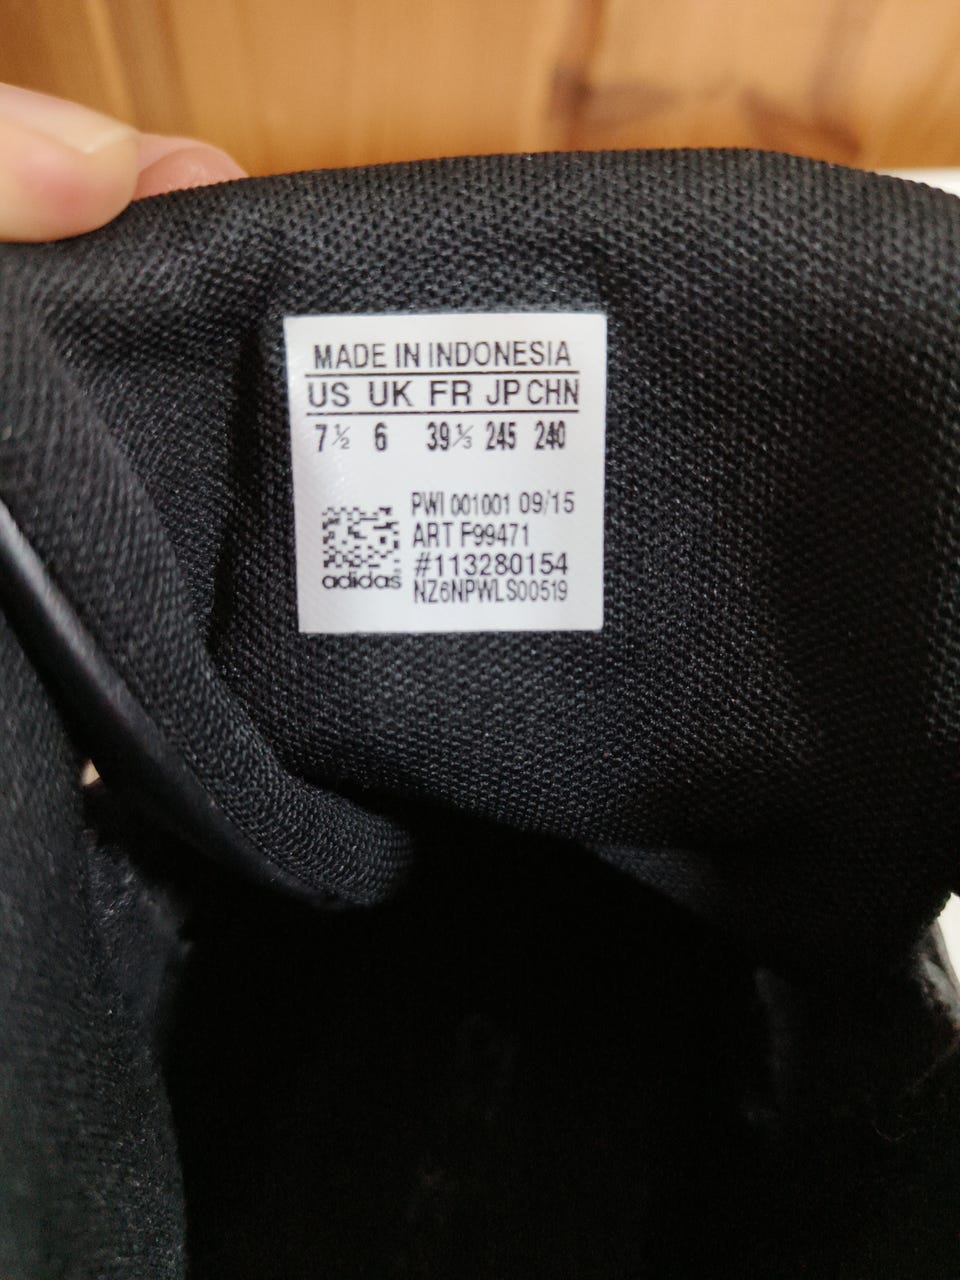 MADE IN INDONESIA
US UK FR JP CHN
7½ 6 39⅓ 245 240
PWI 001001 09/15
ART F99471
#113280154
adidas
NZ6NPWLS00519